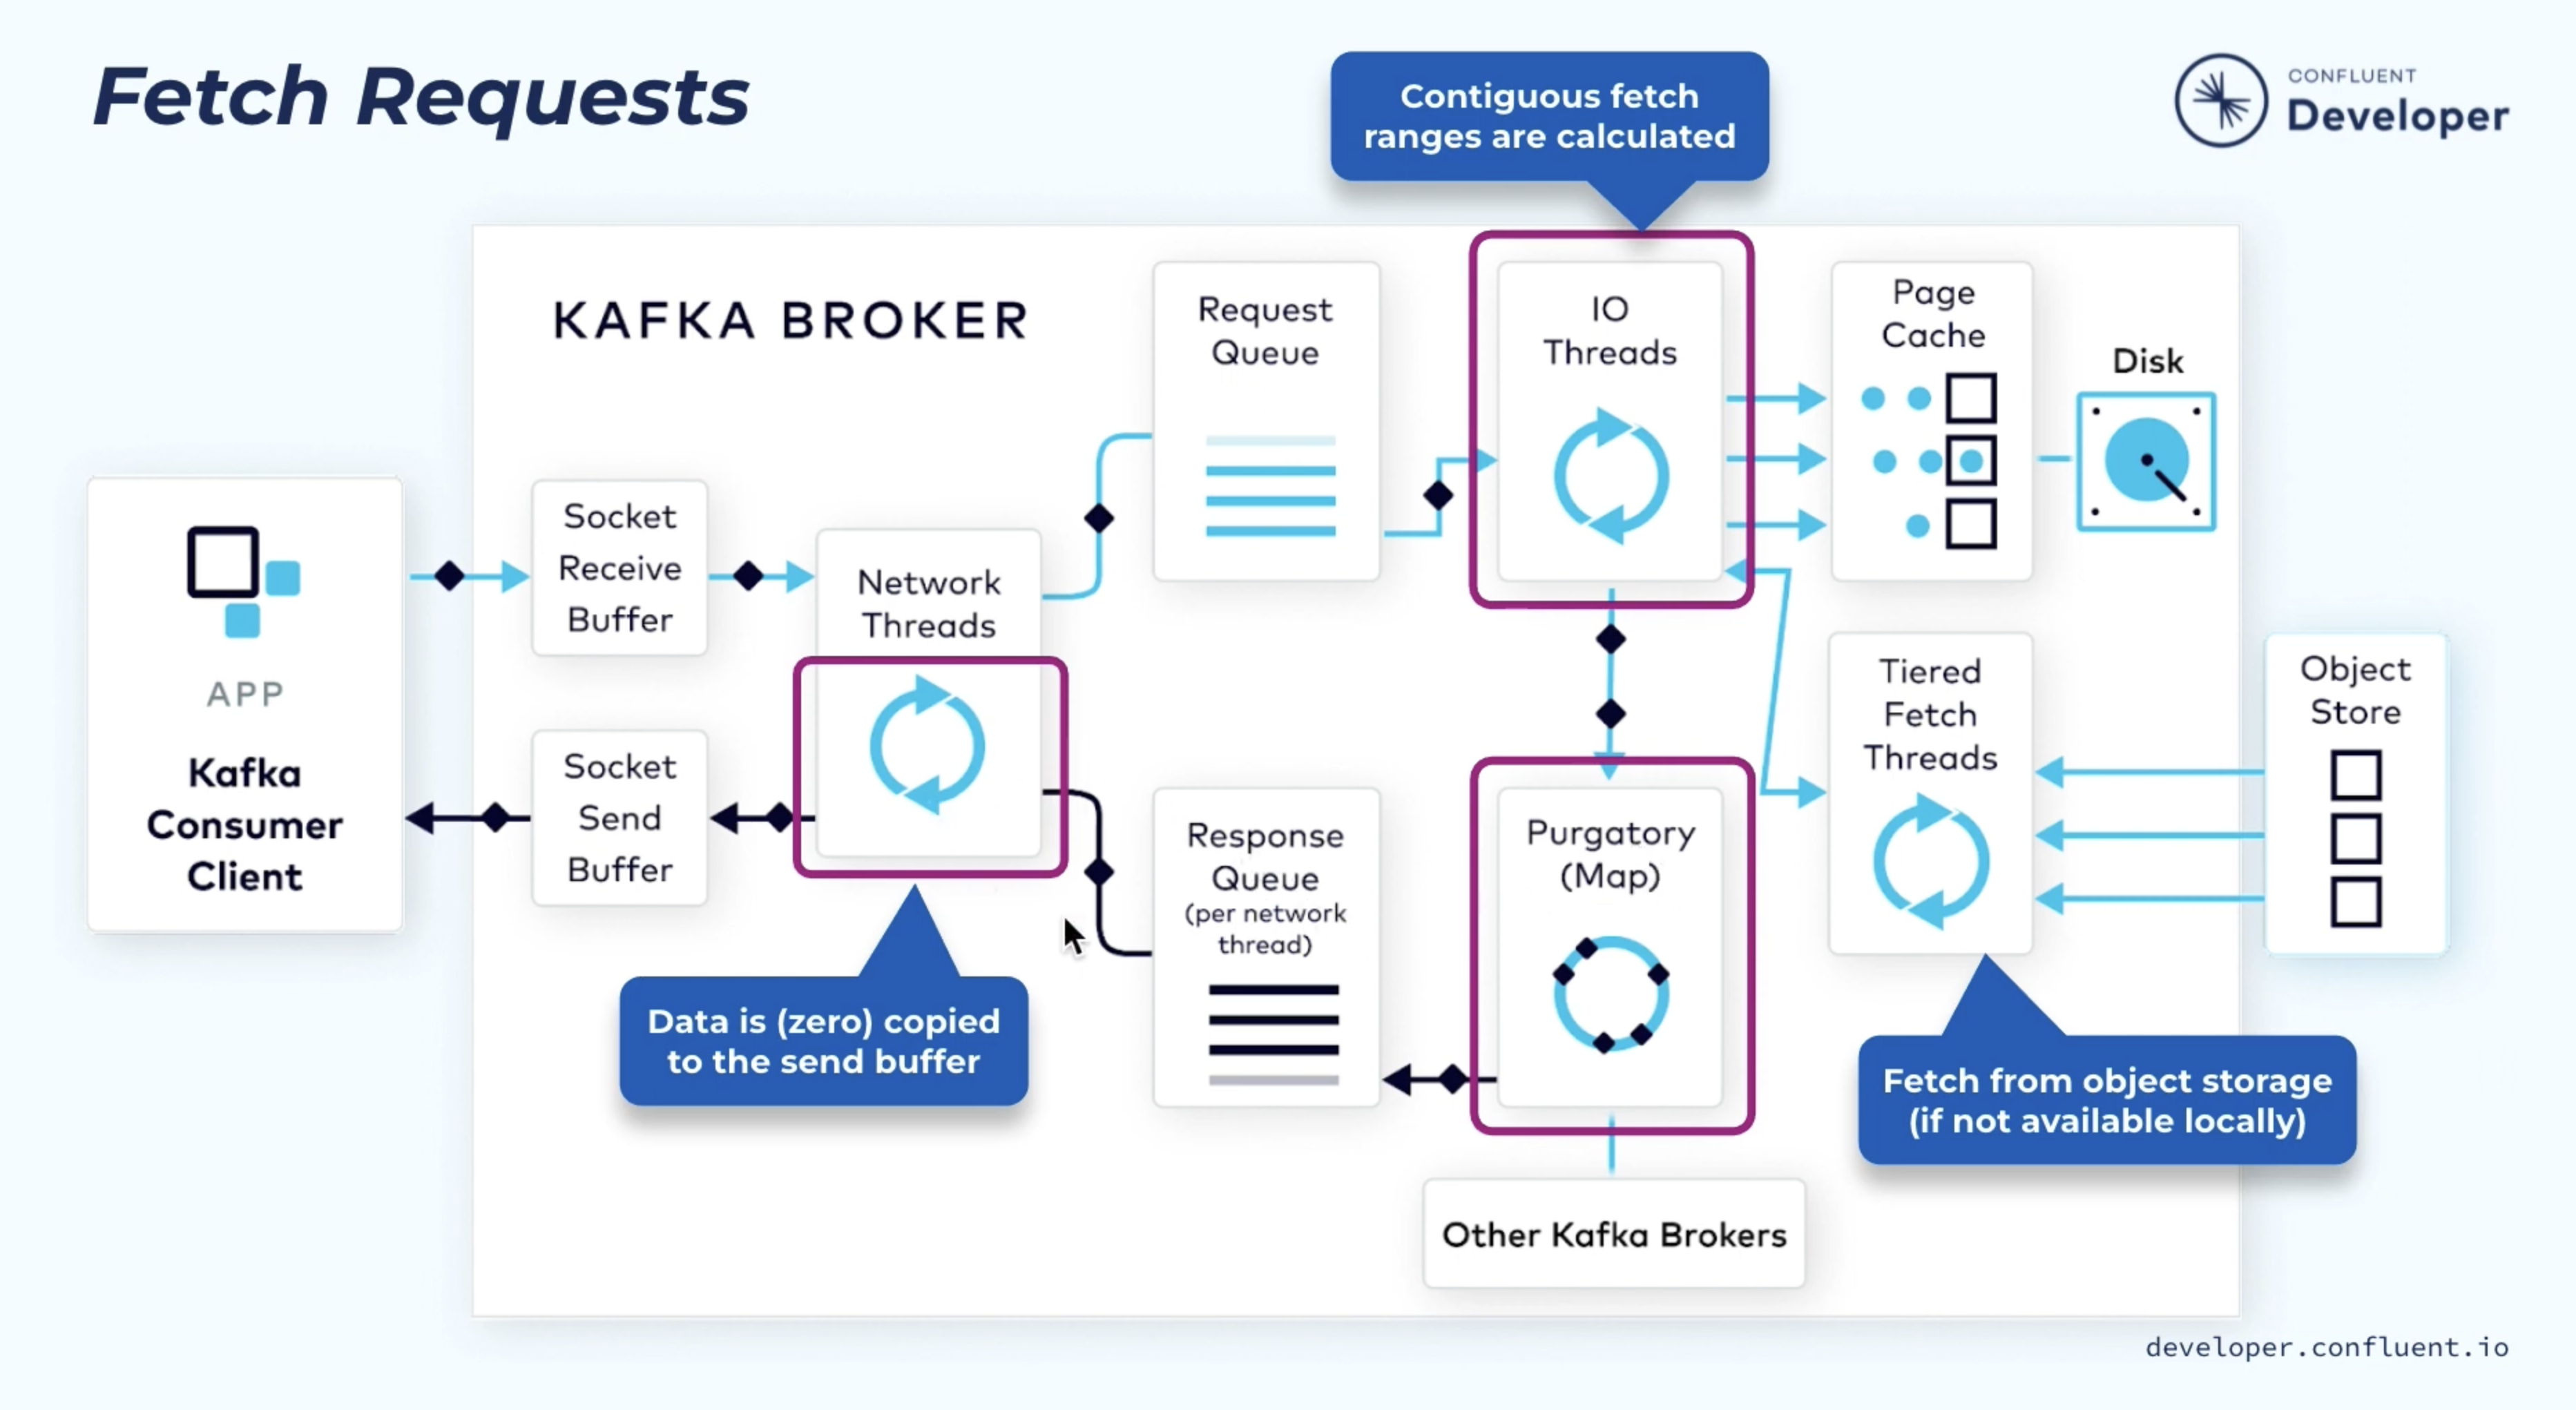 Fetch Requests
Contiguous fetch
ranges are calculated
CONFLUENT
Developer
KAFKA BROKER
Request
Queue
IO
Threads
Page
Cache
Disk
Socket
Receive
Buffer
Network
Threads
APP
Kafka
Consumer
Client
Socket
Send
Buffer
Response
Queue
(per network
thread)
Purgatory
(Map)
Tiered
Fetch
Threads
Object
Store
Data is (zero) copied
to the send buffer
Fetch from object storage
(if not available locally)
Other Kafka Brokers
developer.confluent.io